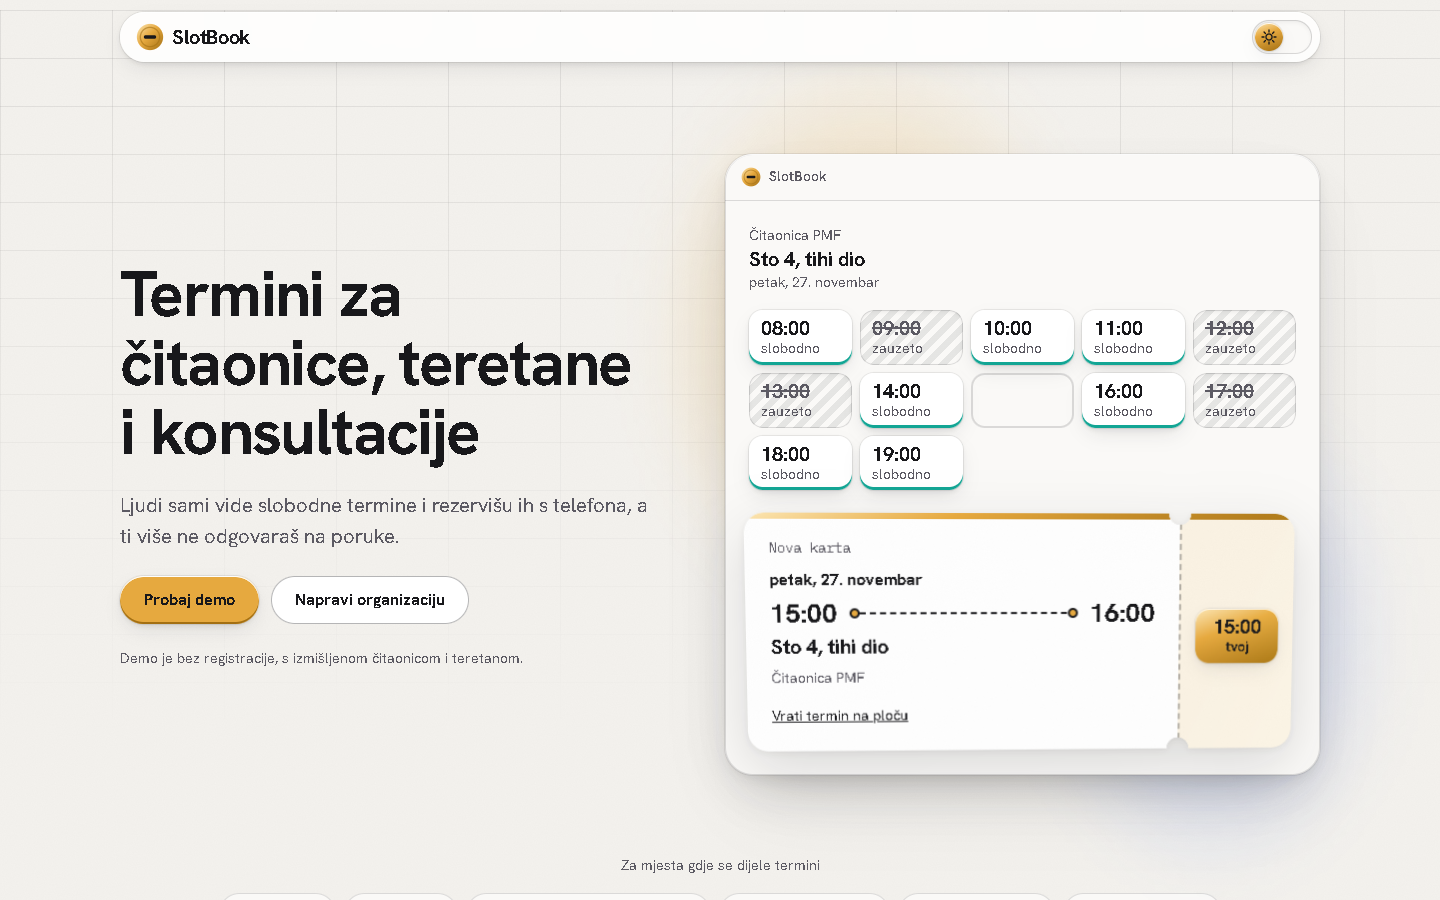 SlotBook
Termini za
čitaonice, teretane
i konsultacije
Ljudi sami vide slobodne termine i rezervišu ih s telefona, a
ti više ne odgovaraš na poruke.
Probaj demo
Napravi organizaciju
Demo je bez registracije, s izmišljenom čitaonicom i teretanom.
SlotBook
Čitaonica PMF
Sto 4, tihi dio
petak, 27. novembar
08:00 09:00 10:00 11:00 12:00
slobodno zauzeto slobodno slobodno zauzeto
13:00 14:00 16:00 17:00
zauzeto slobodno slobodno zauzeto
18:00 19:00
slobodno slobodno
Nova karta
petak, 27. novembar
15:00 16:00
Sto 4, tihi dio
Čitaonica PMF
Vrati termin na ploču
15:00
tvoj
Za mjesta gdje se dijele termini